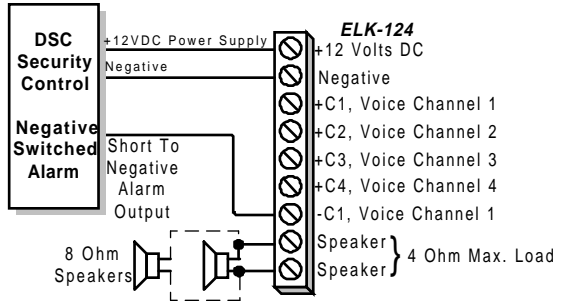 ELK-124
DSC
Security
Control
Negative
Switched
Alarm
+12VDC Power Supply
Negative
Short To
Negative
Alarm
Output
8 Ohm
Speakers
+12 Volts DC
Negative
+C1, Voice Channel 1
+C2, Voice Channel 2
+C3, Voice Channel 3
+C4, Voice Channel 4
-C1, Voice Channel 1
Speaker
Speaker
} 4 Ohm Max. Load